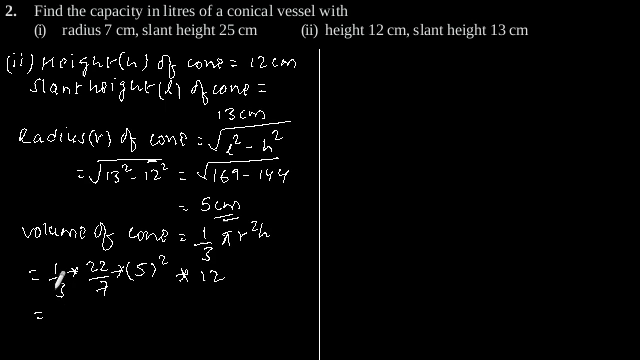 2. Find the capacity in litres of a conical vessel with
(i) radius 7 cm, slant height 25 cm (ii) height 12 cm, slant height 13 cm
(ii) Height(h) of cone = 12 cm
Slant height(l) of cone =
13 cm
Radius(r) of cone = √(l² - h²)
= √(13² - 12²) = √(169 - 144)
= 5 cm
Volume of cone = 1/3 πr²h
= 1/3 * 22/7 * (5)² * 12
=